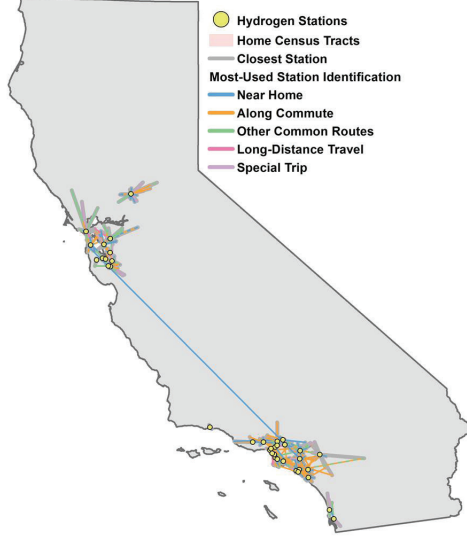 Hydrogen Stations
Home Census Tracts
Closest Station
Most-Used Station Identification
Near Home
Along Commute
Other Common Routes
Long-Distance Travel
Special Trip